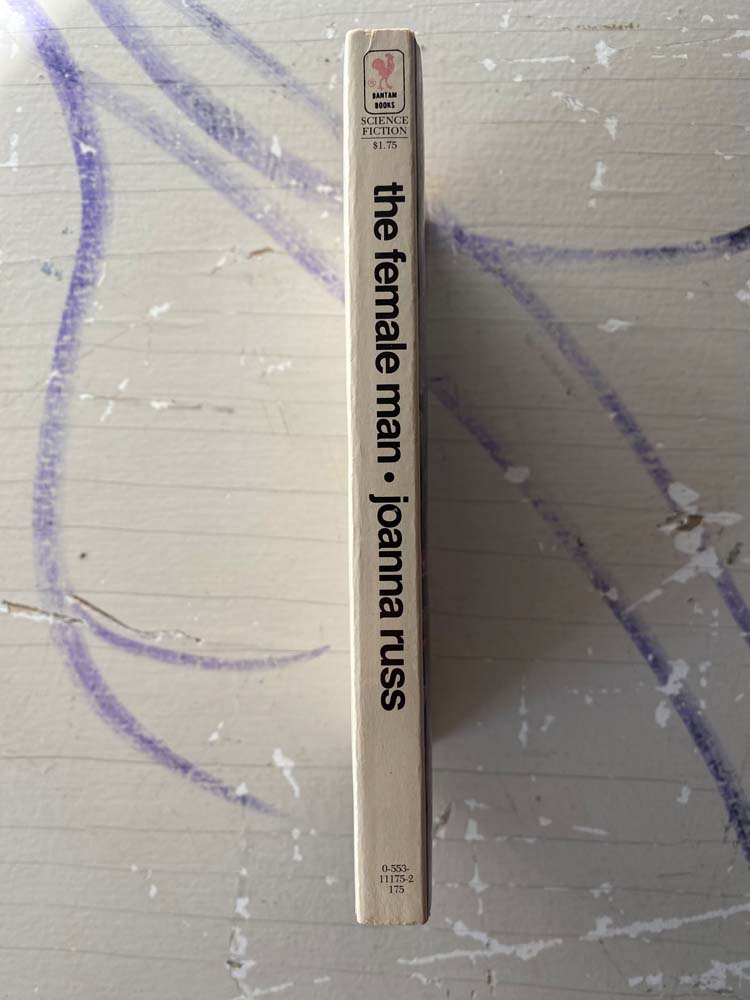 ®
BANTAM
BOOKS
SCIENCE
FICTION
$1.75
the female man • joanna russ
0-553-
11175-2
175